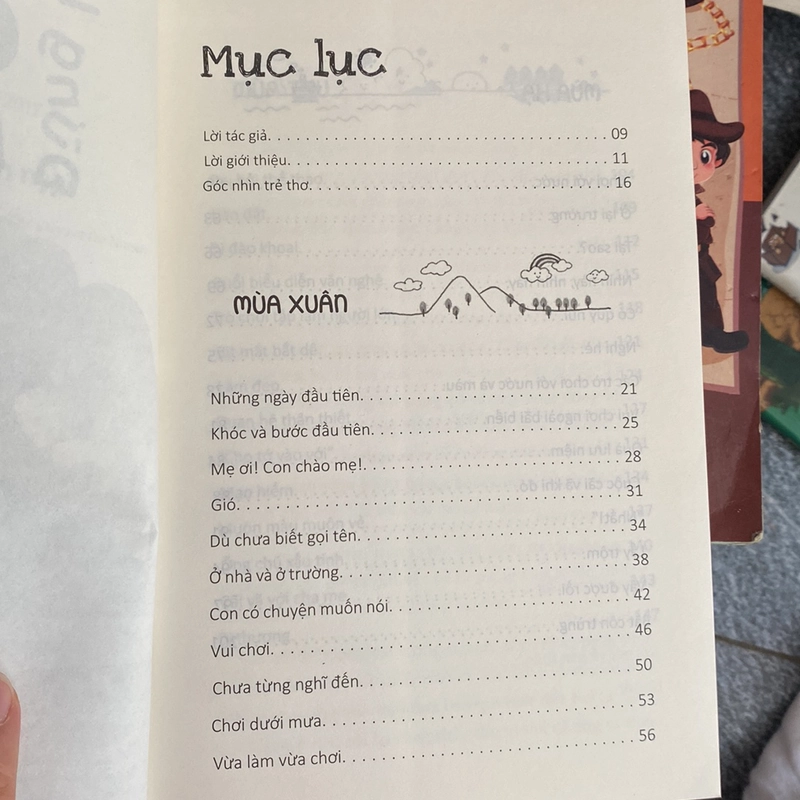 Mục lục
Lời tác giả. . . . . . . . . . . . . . . . . . . . . . . . . . . . . . . . . . . . 09
Lời giới thiệu. . . . . . . . . . . . . . . . . . . . . . . . . . . . . . . . . . 11
Góc nhìn trẻ thơ. . . . . . . . . . . . . . . . . . . . . . . . . . . . . . . 16
MÙA XUÂN
Những ngày đầu tiên. . . . . . . . . . . . . . . . . . . . . . . . . . . . 21
Khóc và bước đầu tiên. . . . . . . . . . . . . . . . . . . . . . . . . . . 25
Mẹ ơi! Con chào mẹ!. . . . . . . . . . . . . . . . . . . . . . . . . . . . 28
Gió. . . . . . . . . . . . . . . . . . . . . . . . . . . . . . . . . . . . . . . . . 31
Dù chưa biết gọi tên. . . . . . . . . . . . . . . . . . . . . . . . . . . . 34
Ở nhà và ở trường. . . . . . . . . . . . . . . . . . . . . . . . . . . . . . 38
Con có chuyện muốn nói. . . . . . . . . . . . . . . . . . . . . . . . . 42
Vui chơi. . . . . . . . . . . . . . . . . . . . . . . . . . . . . . . . . . . . . 46
Chưa từng nghĩ đến. . . . . . . . . . . . . . . . . . . . . . . . . . . . 50
Chơi dưới mưa. . . . . . . . . . . . . . . . . . . . . . . . . . . . . . . . 53
Vừa làm vừa chơi. . . . . . . . . . . . . . . . . . . . . . . . . . . . . . 56